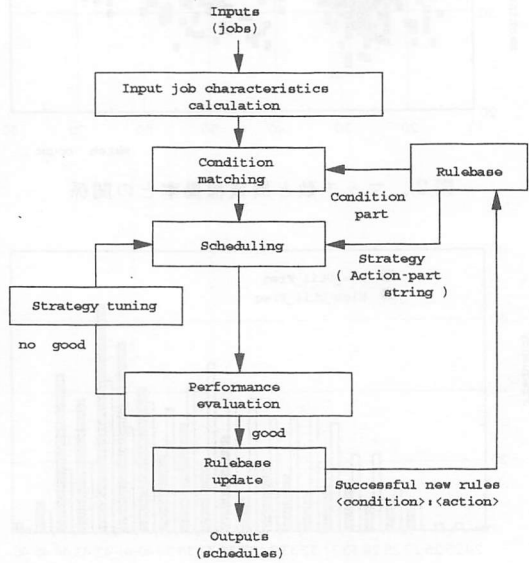 Inputs
(jobs)
Input job characteristics
calculation
Condition
matching
Rulebase
Condition
part
Scheduling
Strategy
( Action-part
string )
Strategy tuning
no good
Performance
evaluation
good
Rulebase
update
Successful new rules
<condition>:<action>
Outputs
(schedules)